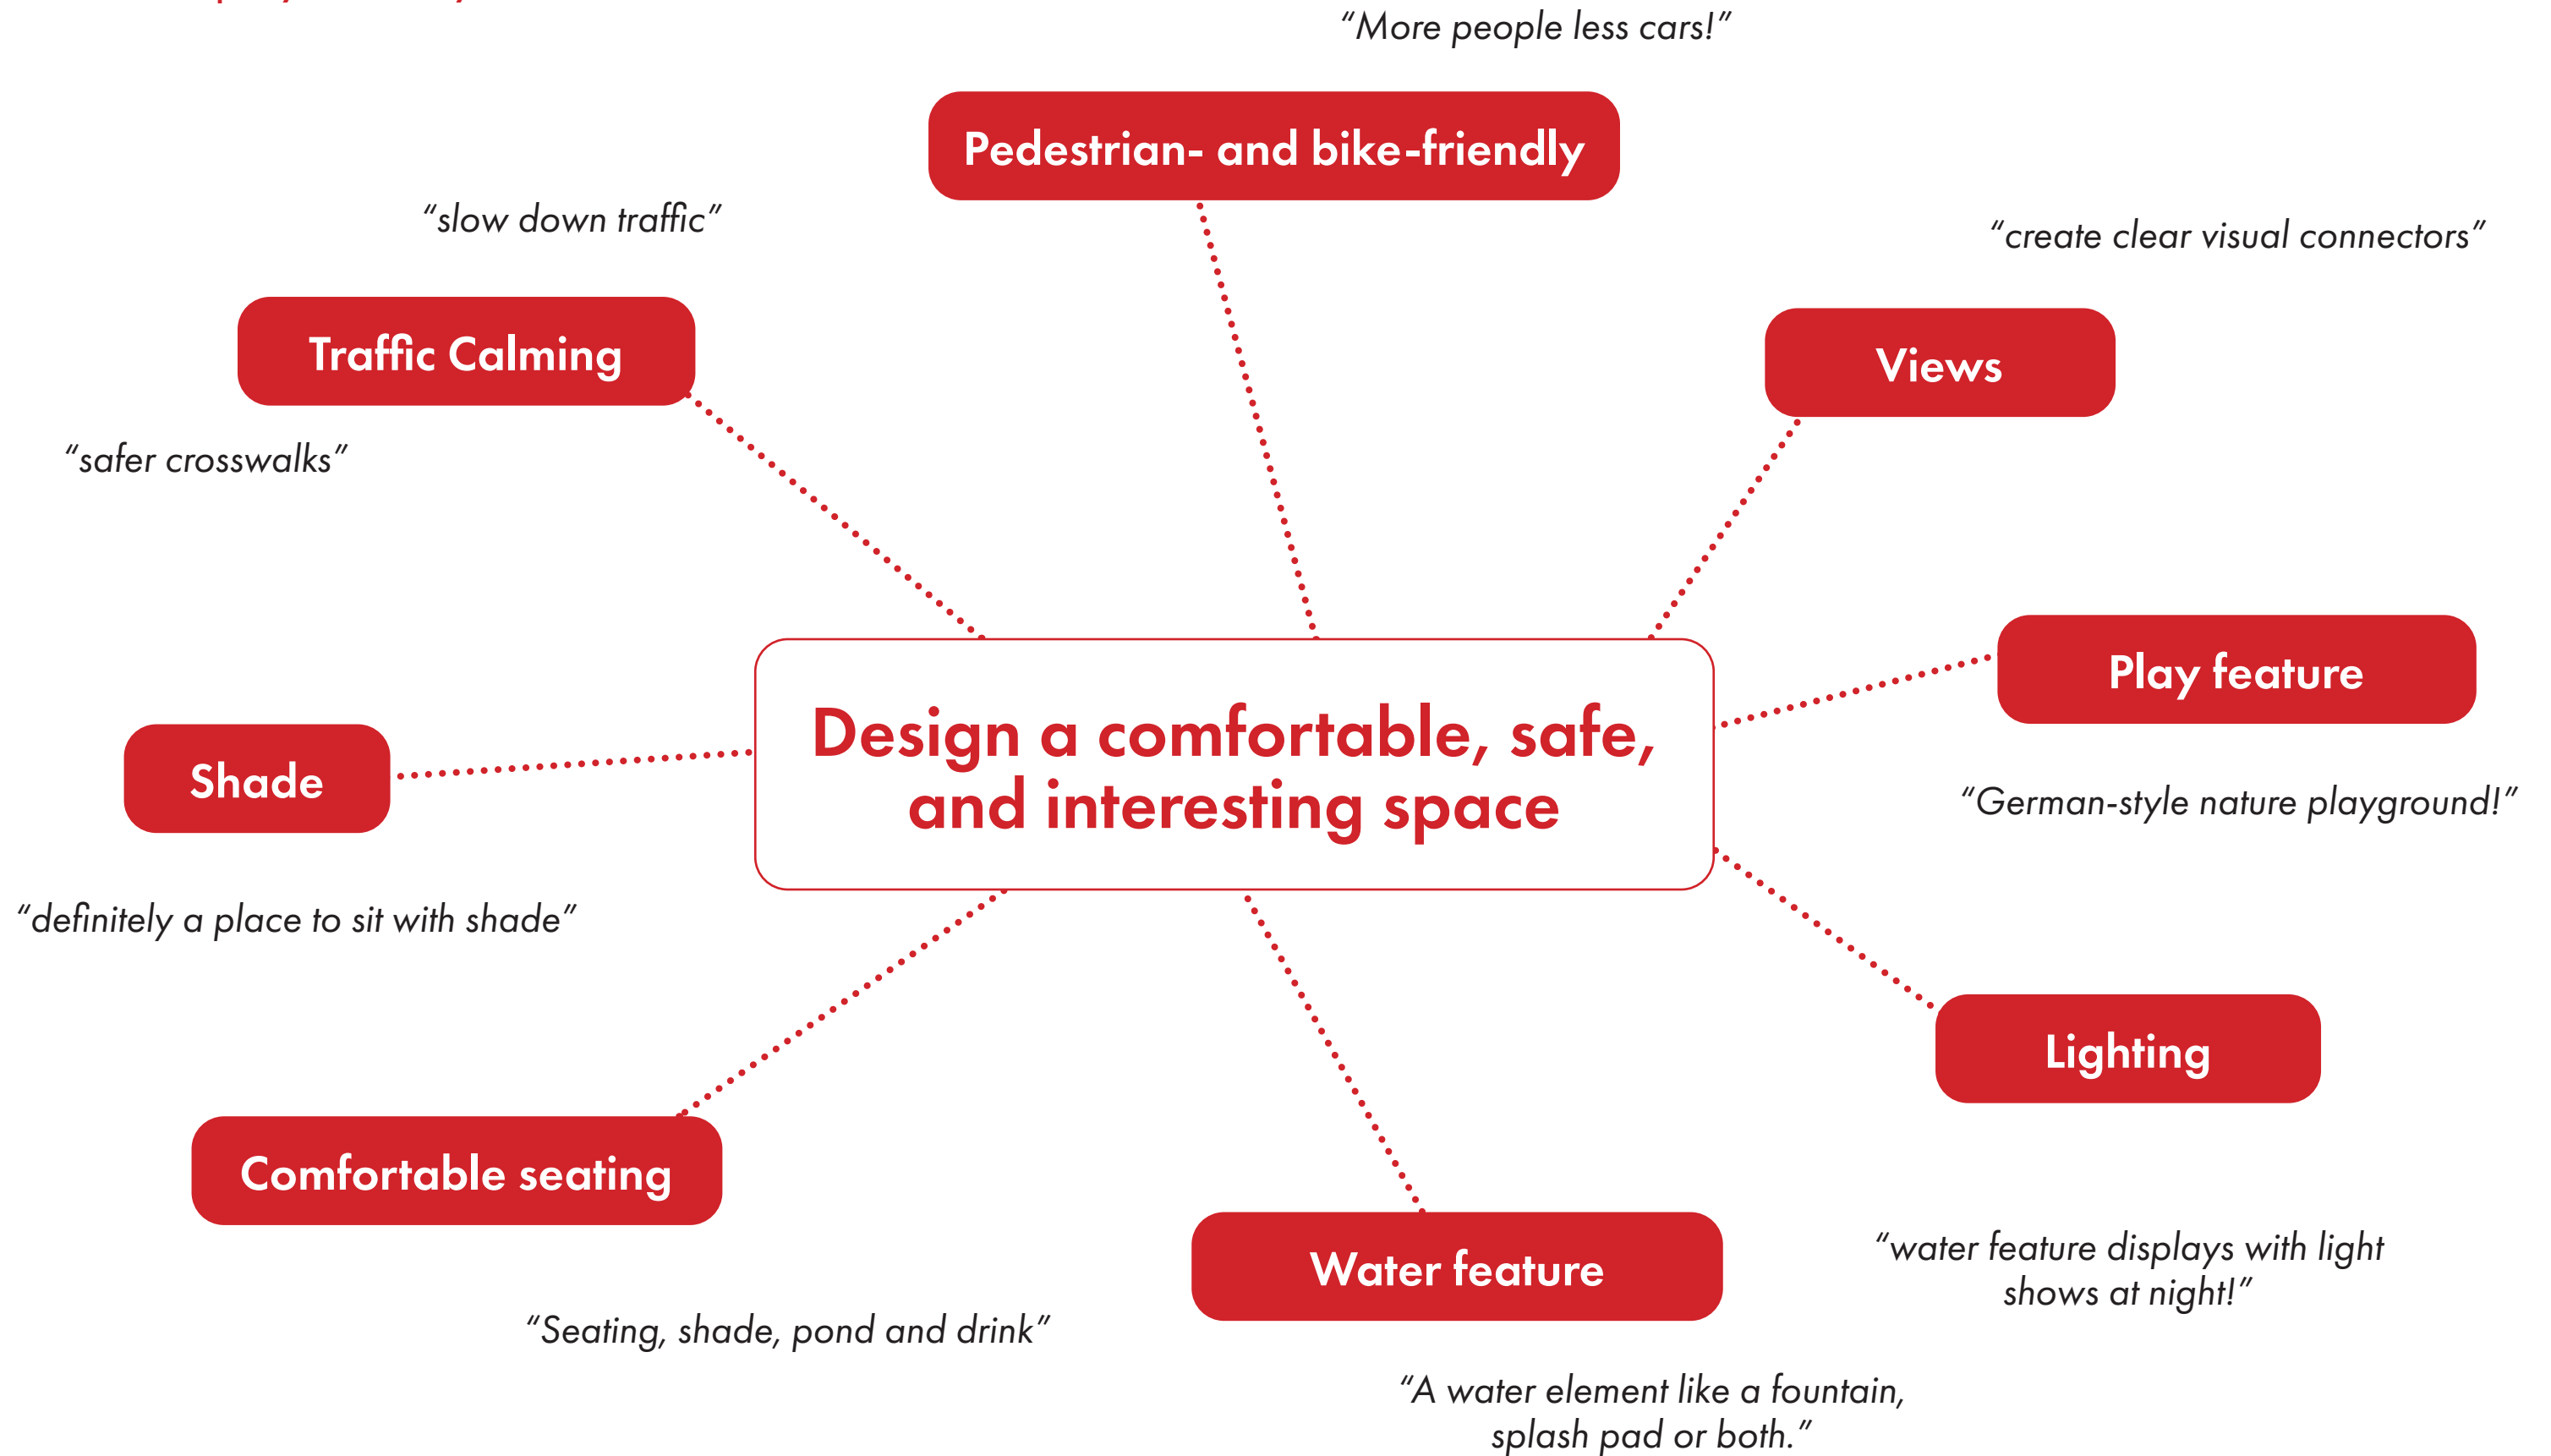 “More people less cars!”
Pedestrian- and bike-friendly
“slow down traffic”
“create clear visual connectors”
Traffic Calming
Views
“safer crosswalks”
Play feature
Design a comfortable, safe,
and interesting space
Shade
“German-style nature playground!”
“definitely a place to sit with shade”
Lighting
Comfortable seating
Water feature
“water feature displays with light
shows at night!”
“Seating, shade, pond and drink”
“A water element like a fountain,
splash pad or both.”